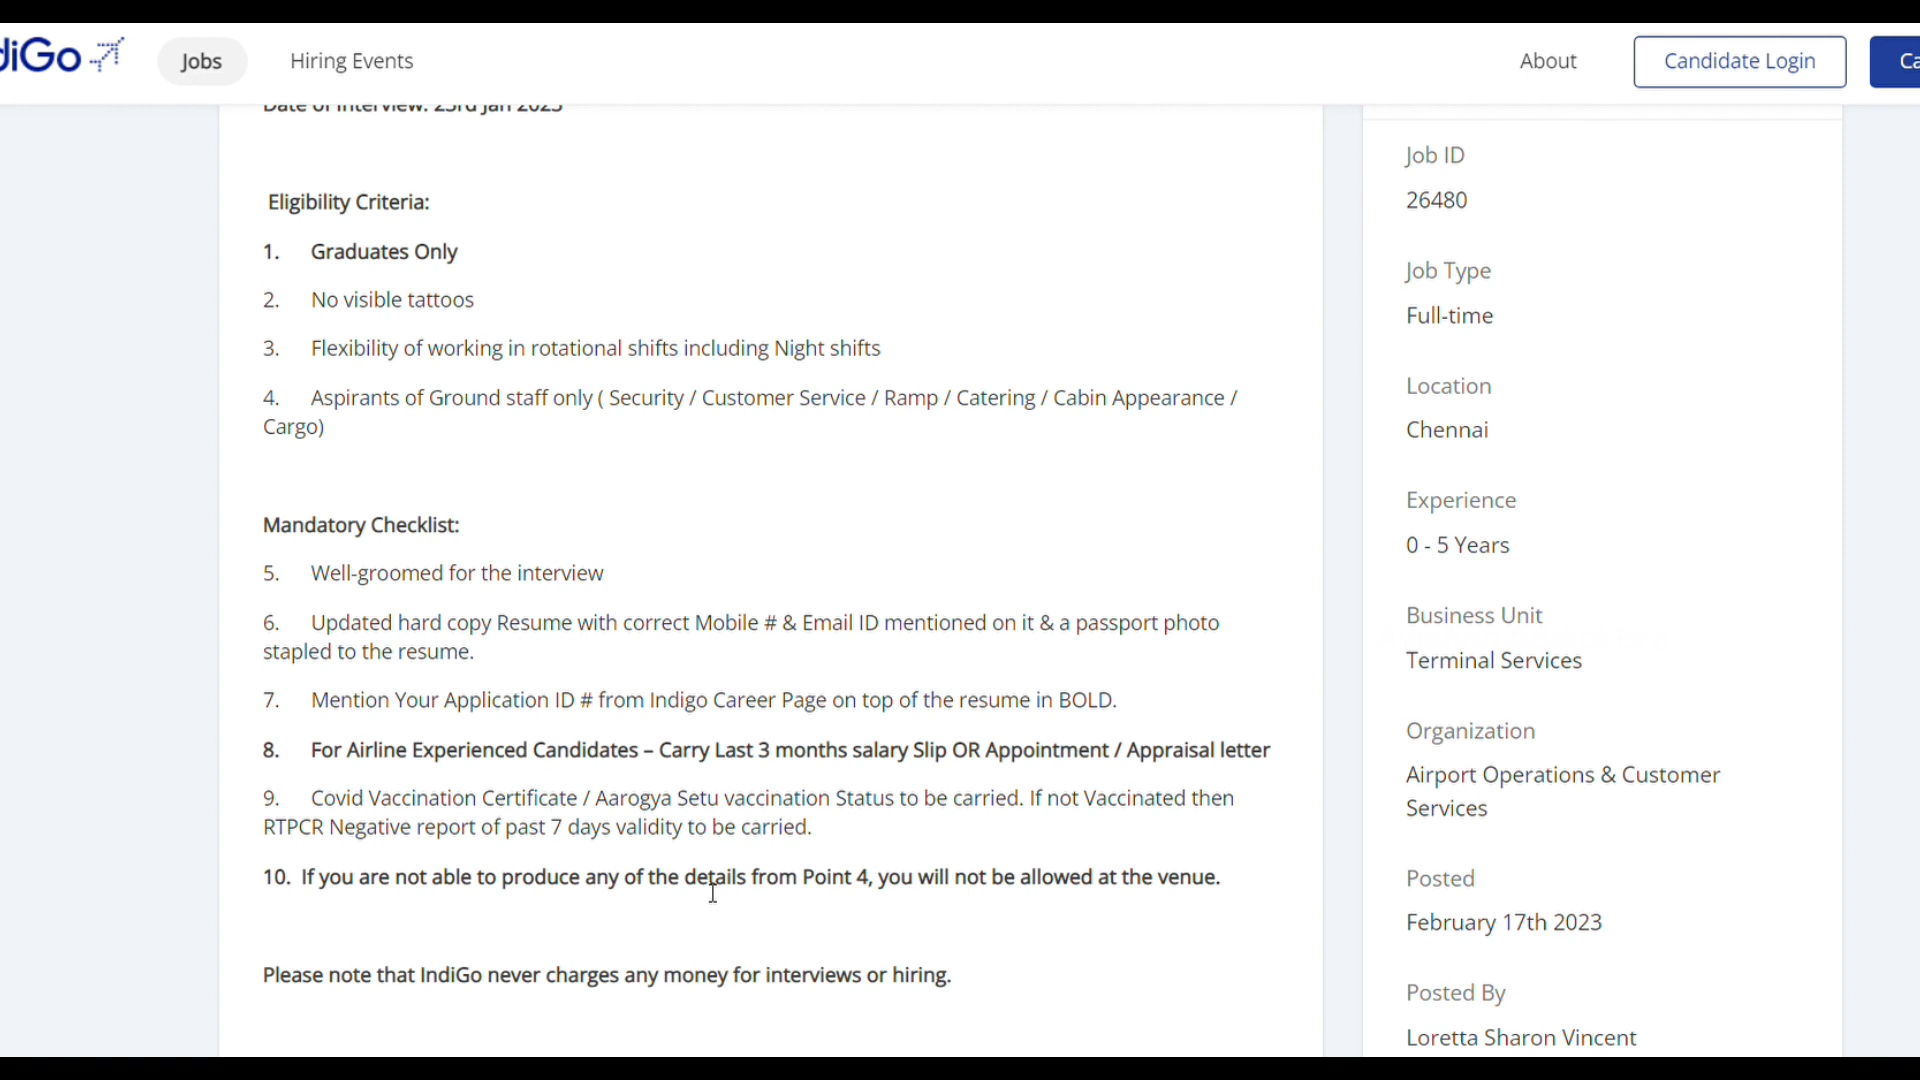 diGo
Jobs
Hiring Events
About
Candidate Login
Ca
Date of Interview: 23rd Jan 2023
Eligibility Criteria:
1. Graduates Only
2. No visible tattoos
3. Flexibility of working in rotational shifts including Night shifts
4. Aspirants of Ground staff only ( Security / Customer Service / Ramp / Catering / Cabin Appearance /
Cargo)
Mandatory Checklist:
5. Well-groomed for the interview
6. Updated hard copy Resume with correct Mobile # & Email ID mentioned on it & a passport photo
stapled to the resume.
7. Mention Your Application ID # from Indigo Career Page on top of the resume in BOLD.
8. For Airline Experienced Candidates – Carry Last 3 months salary Slip OR Appointment / Appraisal letter
9. Covid Vaccination Certificate / Aarogya Setu vaccination Status to be carried. If not Vaccinated then
RTPCR Negative report of past 7 days validity to be carried.
10. If you are not able to produce any of the details from Point 4, you will not be allowed at the venue.
Please note that IndiGo never charges any money for interviews or hiring.
Job ID
26480
Job Type
Full-time
Location
Chennai
Experience
0 - 5 Years
Business Unit
Terminal Services
Organization
Airport Operations & Customer
Services
Posted
February 17th 2023
Posted By
Loretta Sharon Vincent